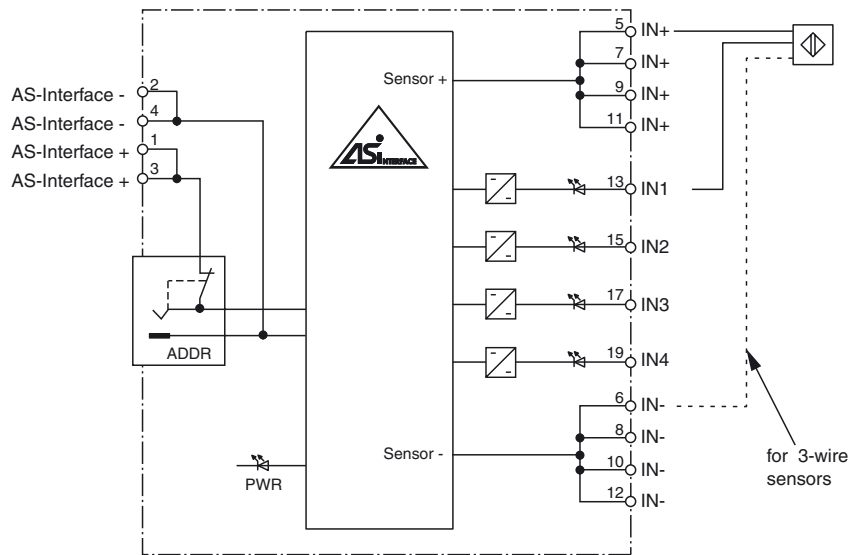 AS-Interface - 2
AS-Interface - 4
AS-Interface + 1
AS-Interface + 3
ADDR
PWR
Sensor +
ASi INTERFACE
Sensor -
5 IN+
7 IN+
9 IN+
11 IN+
13 IN1
15 IN2
17 IN3
19 IN4
6 IN-
8 IN-
10 IN-
12 IN-
for 3-wire
sensors